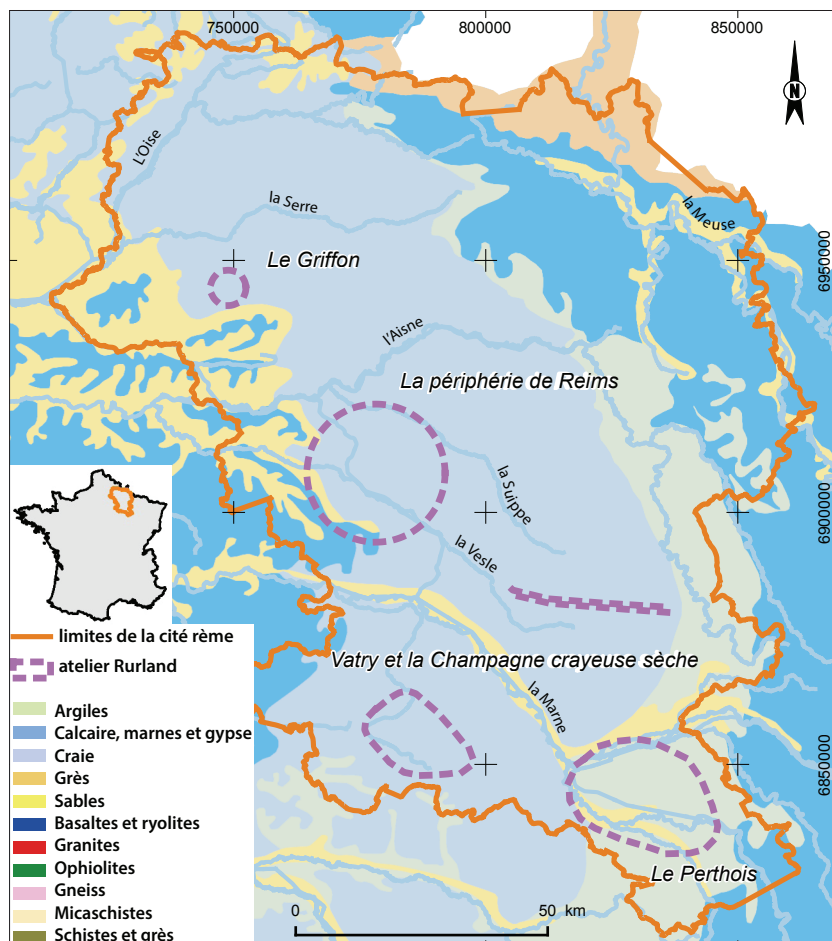 750000
800000
850000
N
L'Oise
la Serre
la Meuse
Le Griffon
6950000
l'Aisne
La périphérie de Reims
la Suippe
6900000
la Vesle
limites de la cité rème
atelier Rurland
Vatry et la Champagne crayeuse sèche
la Marne
6850000
Argiles
Calcaire, marnes et gypse
Craie
Grès
Sables
Basaltes et ryolites
Granites
Ophiolites
Gneiss
Micaschistes
Schistes et grès
Le Perthois
0
50 km